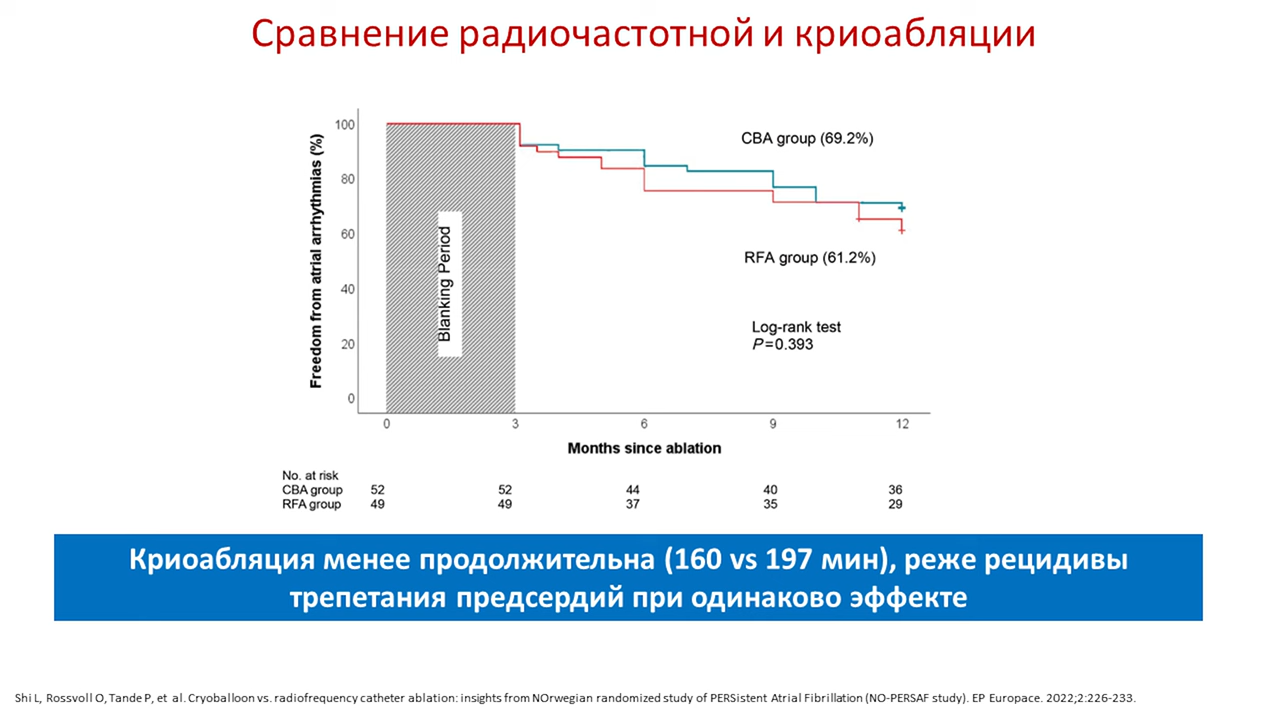 Сравнение радиочастотной и криоабляции
Freedom from atrial arrhythmias (%)
100
80
60
40
20
0
Blanking Period
CBA group (69.2%)
RFA group (61.2%)
Log-rank test
P=0.393
0 3 6 9 12
Months since ablation
No. at risk
CBA group 52 52 44 40 36
RFA group 49 49 37 35 29
Криоабляция менее продолжительна (160 vs 197 мин), реже рецидивы
трепетания предсердий при одинаково эффекте
Shi L, Rossvoll O, Tande P, et al. Cryoballoon vs. radiofrequency catheter ablation: insights from NOrwegian randomized study of PERSistent Atrial Fibrillation (NO-PERSAF study). EP Europace. 2022;2:226-233.